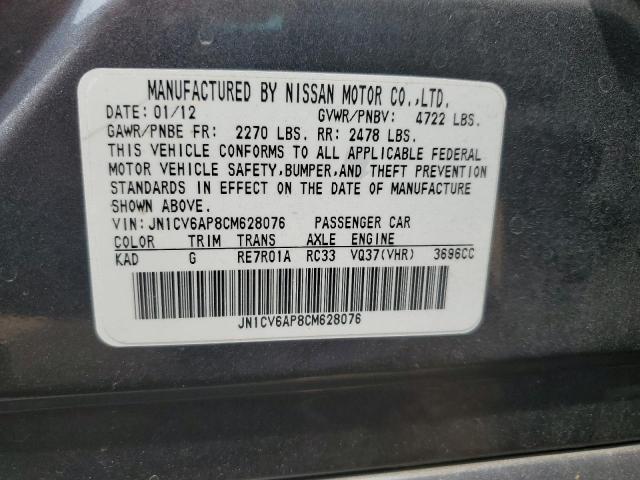 MANUFACTURED BY NISSAN MOTOR CO.,LTD.
DATE: 01/12 GVWR/PNBV: 4722 LBS.
GAWR/PNBE FR: 2270 LBS. RR: 2478 LBS.
THIS VEHICLE CONFORMS TO ALL APPLICABLE FEDERAL
MOTOR VEHICLE SAFETY,BUMPER,AND THEFT PREVENTION
STANDARDS IN EFFECT ON THE DATE OF MANUFACTURE
SHOWN ABOVE.
VIN: JN1CV6AP8CM628076 PASSENGER CAR
COLOR TRIM TRANS AXLE ENGINE
KAD G RE7R01A RC33 VQ37(VHR) 3696CC
JN1CV6AP8CM628076